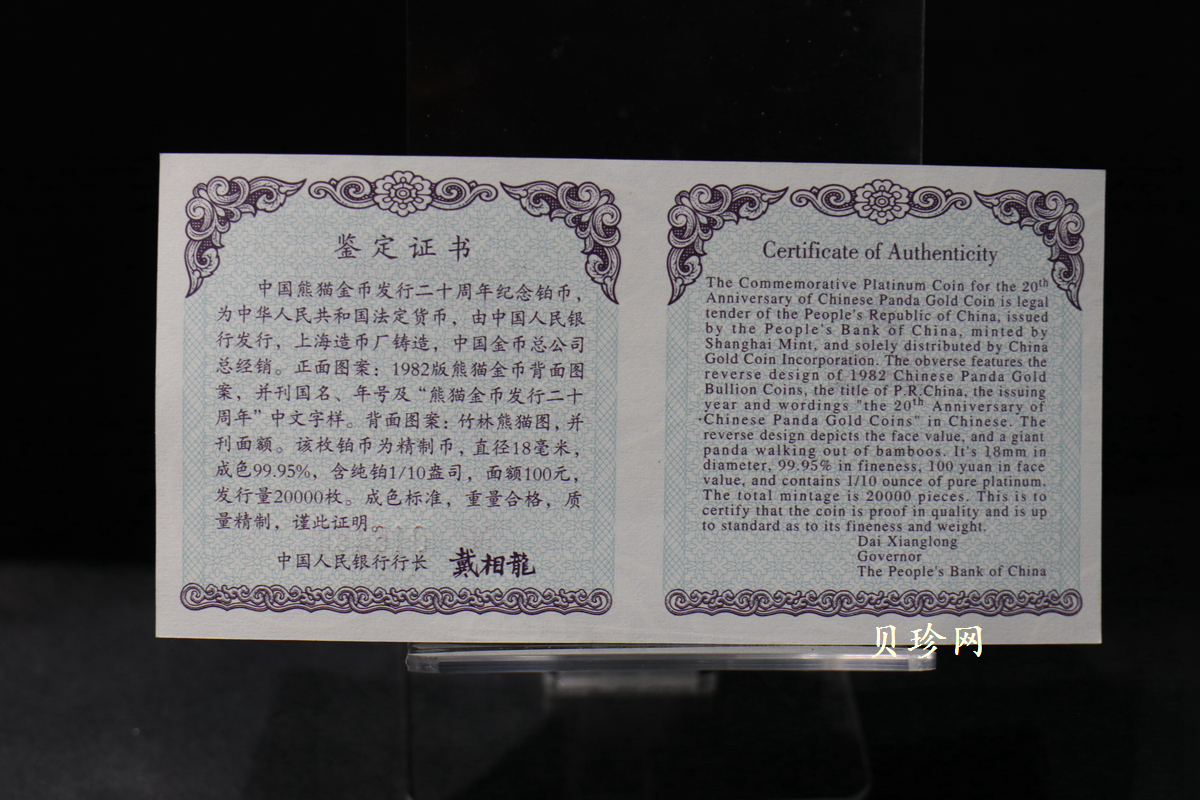 鉴定证书
中国熊猫金币发行二十周年纪念铂币，
为中华人民共和国法定货币，由中国人民银
行发行，上海造币厂铸造，中国金币总公司
总经销。正面图案：1982版熊猫金币背面图
案，并刊国名、年号及“熊猫金币发行二十
周年”中文字样。背面图案：竹林熊猫图，并
刊面额。该枚铂币为精制币，直径18毫米，
成色99.95%，含纯铂1/10盎司，面额100元，
发行量20000枚。成色标准，重量合格，质
量精制，谨此证明。
中国人民银行行长 戴相龍
Certificate of Authenticity
The Commemorative Platinum Coin for the 20th
Anniversary of Chinese Panda Gold Coin is legal
tender of the People's Republic of China, issued
by the People's Bank of China, minted by
Shanghai Mint, and solely distributed by China
Gold Coin Incorporation. The obverse features the
reverse design of 1982 Chinese Panda Gold
Bullion Coins, the title of P.R.China, the issuing
year and wordings "the 20th Anniversary of
Chinese Panda Gold Coins" in Chinese. The
reverse design depicts the face value, and a giant
panda walking out of bamboos. It's 18mm in
diameter, 99.95% in fineness, 100 yuan in face
value, and contains 1/10 ounce of pure platinum.
The total mintage is 20000 pieces. This is to
certify that the coin is proof in quality and is up
to standard as to its fineness and weight.
Dai Xianglong
Governor
The People's Bank of China
贝珍网